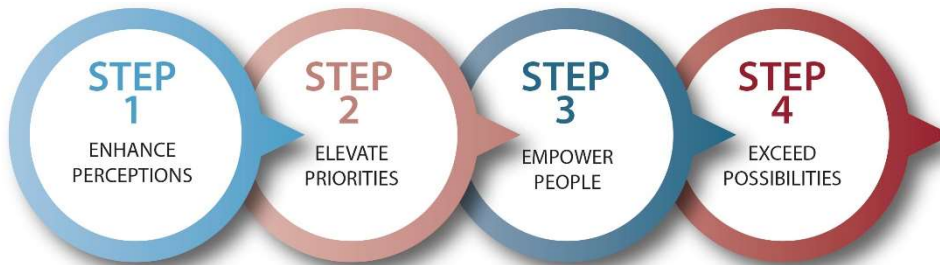 STEP
1
ENHANCE
PERCEPTIONS
STEP
2
ELEVATE
PRIORITIES
STEP
3
EMPOWER
PEOPLE
STEP
4
EXCEED
POSSIBILITIES